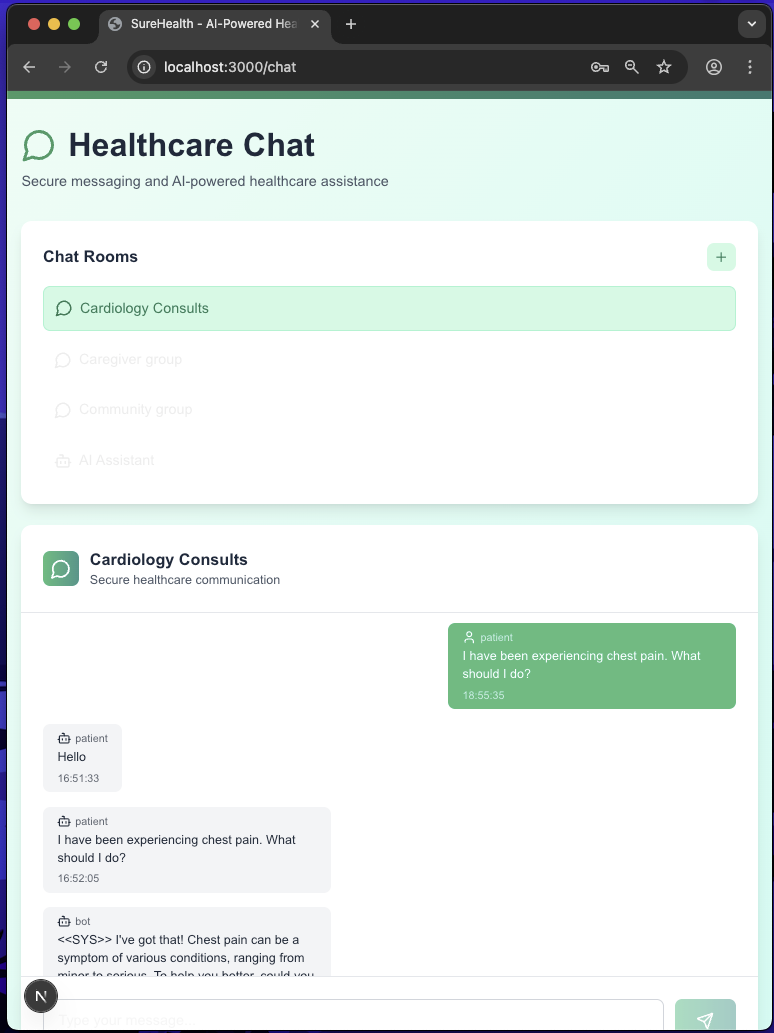 SureHealth - AI-Powered Hea
localhost:3000/chat
Healthcare Chat
Secure messaging and AI-powered healthcare assistance
Chat Rooms
Cardiology Consults
Caregiver group
Community group
AI Assistant
Cardiology Consults
Secure healthcare communication
patient
I have been experiencing chest pain. What
should I do?
18:55:35
patient
Hello
16:51:33
patient
I have been experiencing chest pain. What
should I do?
16:52:05
bot
<<SYS>> I've got that! Chest pain can be a
symptom of various conditions, ranging from
minor to serious. To help you better, could you
N
Type your message